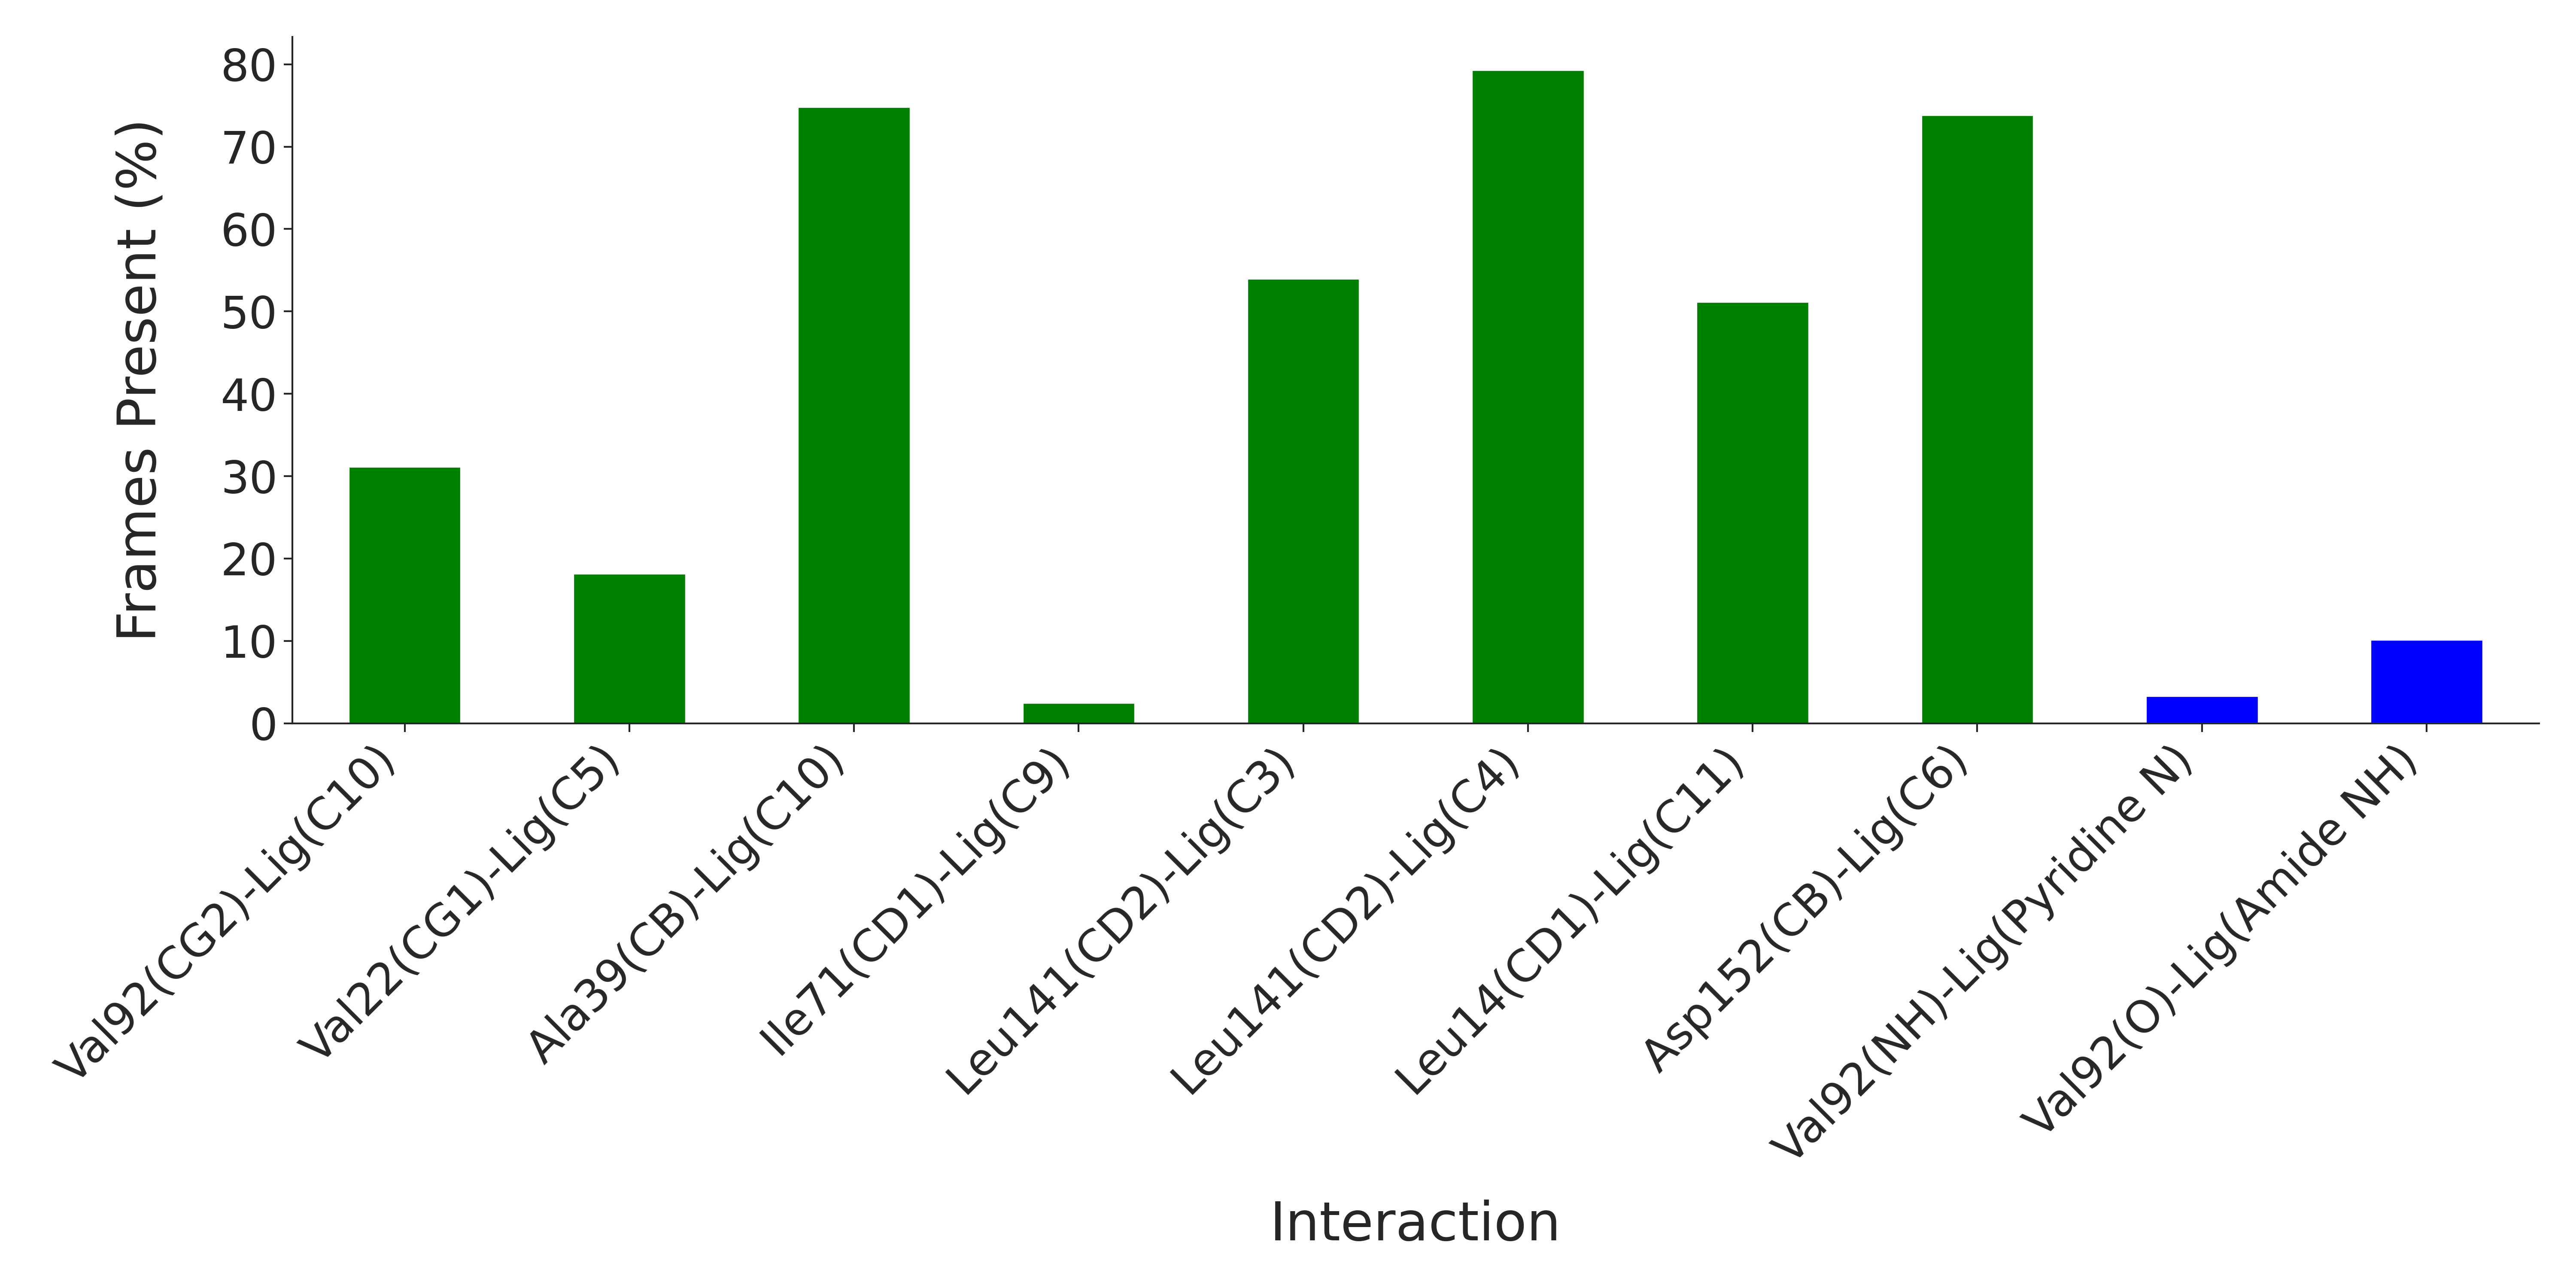 Frames Present (%)
80
70
60
50
40
30
20
10
0
Val92(CG2)-Lig(C10)
Val22(CG1)-Lig(C5)
Ala39(CB)-Lig(C10)
Ile71(CD1)-Lig(C9)
Leu141(CD2)-Lig(C3)
Leu141(CD2)-Lig(C4)
Leu14(CD1)-Lig(C11)
Asp152(CB)-Lig(C6)
Val92(NH)-Lig(Pyridine N)
Val92(O)-Lig(Amide NH)
Interaction